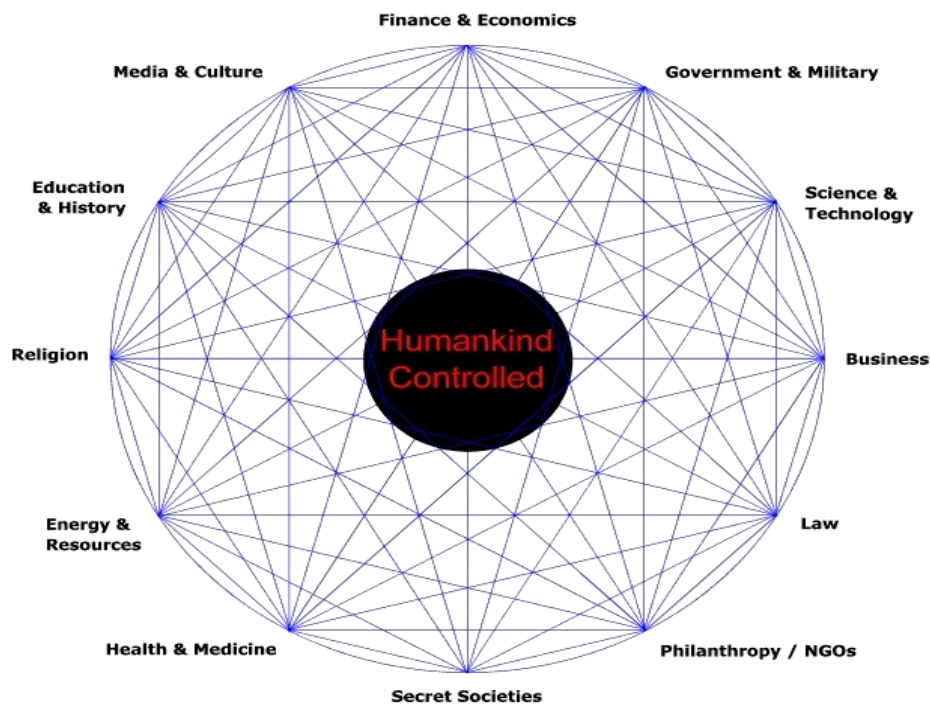 Finance & Economics
Media & Culture
Government & Military
Education
& History
Science &
Technology
Religion
Humankind
Controlled
Business
Energy &
Resources
Law
Health & Medicine
Philanthropy / NGOs
Secret Societies